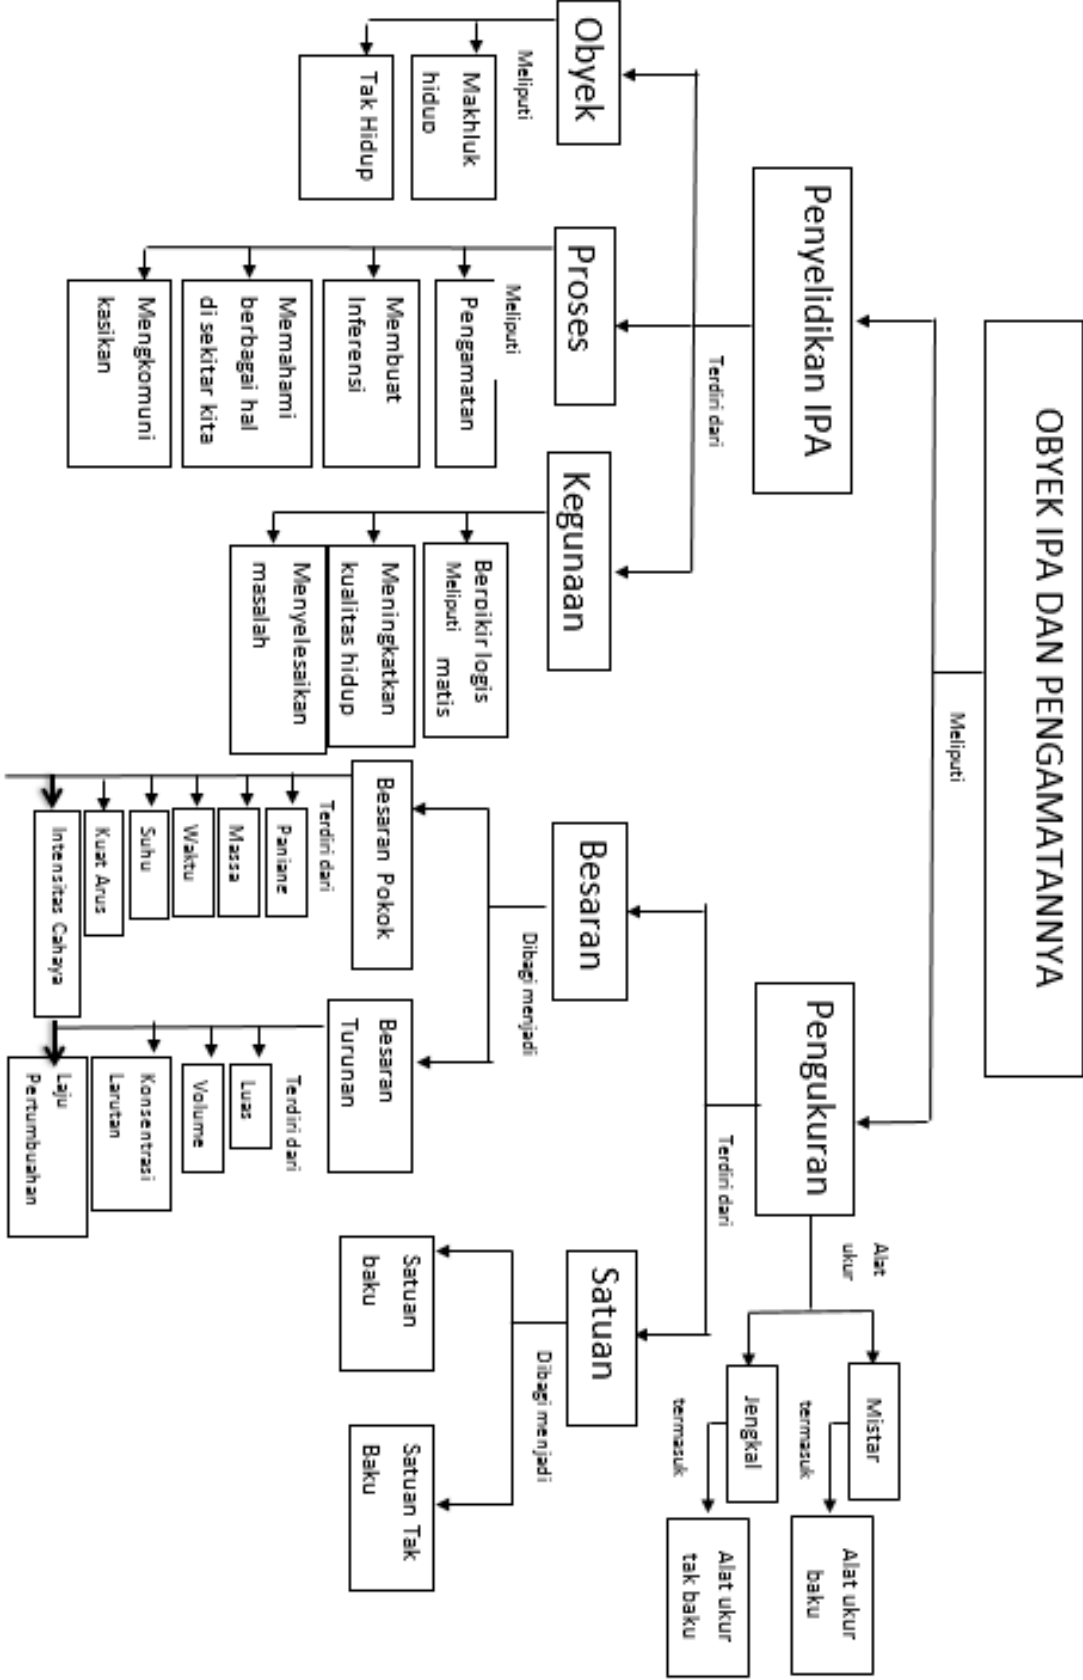 OBYEK IPA DAN PENGAMATANNYA
Meliputi
Penyelidikan IPA
Terdiri dari
Obyek
Meliputi
Makhluk
hidup
Tak Hidup
Proses
Meliputi
Pengamatan
Membuat
Inferensi
Memahami
berbagai hal
di sekitar kita
Mengkomuni
kasikan
Kegunaan
Berpikir logis
Meliputi matis
Meningkatkan
kualitas hidup
Menyelesaikan
masalah
Pengukuran
Alat
ukur
Mistar
termasuk
Alat ukur
baku
Jengkal
termasuk
Alat ukur
tak baku
Terdiri dari
Besaran
Dibagi menjadi
Besaran Pokok
Terdiri dari
Massa
Waktu
Suhu
Kuat Arus
Intensitas Cahaya
Besaran
Turunan
Terdiri dari
Luas
Volume
Konsentrasi
Larutan
Laju
Pertumbuahan
Satuan
Dibagi menjadi
Satuan
baku
Satuan Tak
Baku